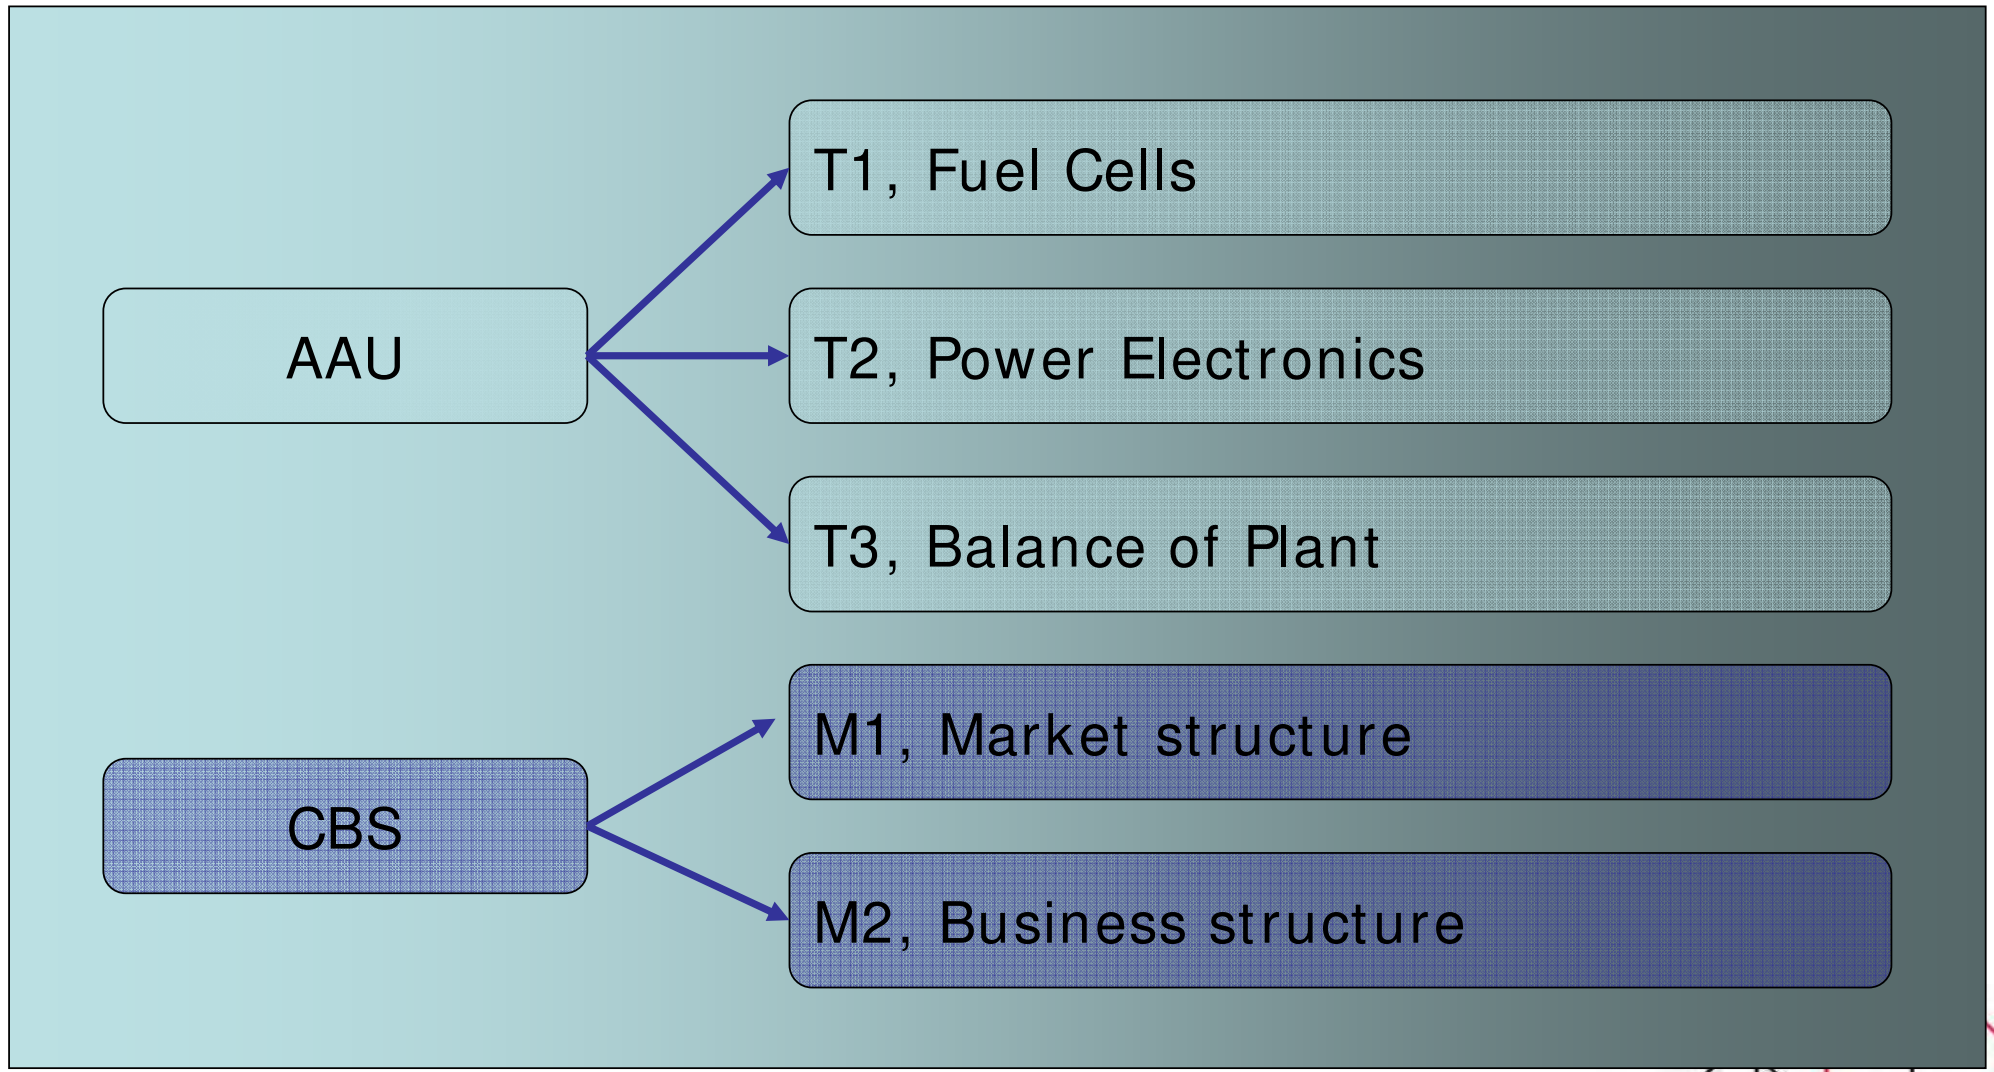 T1, Fuel Cells
AAU
T2, Power Electronics
T3, Balance of Plant
M1, Market structure
CBS
M2, Business structure